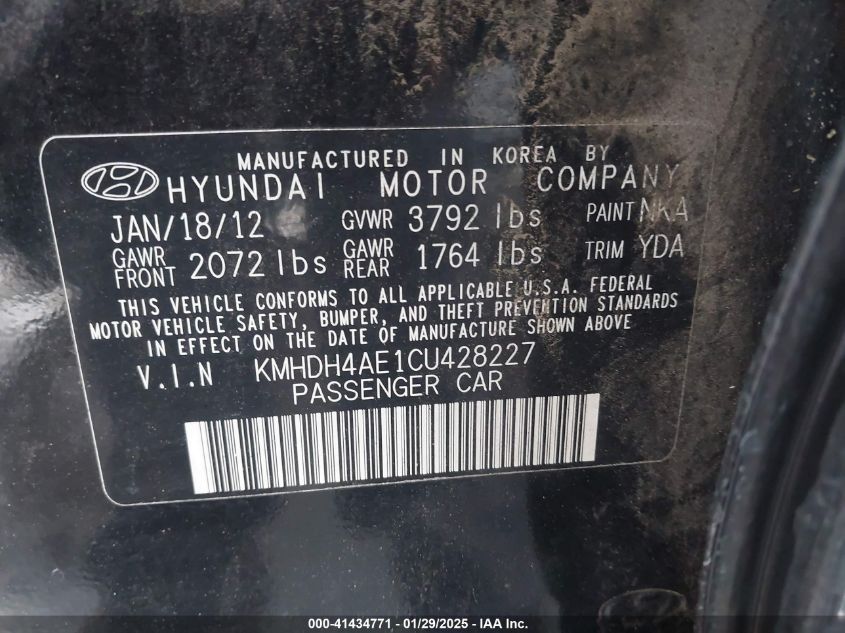 MANUFACTURED IN KOREA BY
HYUNDAI MOTOR COMPANY
JAN/18/12 GVWR 3792 lbs PAINT NKA
GAWR FRONT 2072 lbs GAWR REAR 1764 lbs TRIM YDA
THIS VEHICLE CONFORMS TO ALL APPLICABLE U.S.A. FEDERAL
MOTOR VEHICLE SAFETY, BUMPER, AND THEFT PREVENTION STANDARDS
IN EFFECT ON THE DATE OF MANUFACTURE SHOWN ABOVE
V.I.N KMHDH4AE1CU428227
PASSENGER CAR
000-41434771 - 01/29/2025 - IAA Inc.